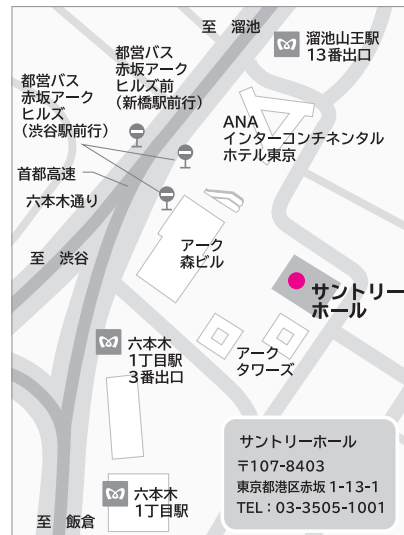 至 溜池
溜池山王駅
13番出口
都営バス
赤坂アーク
ヒルズ前
(新橋駅前行)
都営バス
赤坂アーク
ヒルズ
(渋谷駅前行)
ANA
インターコンチネンタル
ホテル東京
首都高速
六本木通り
至 渋谷
アーク
森ビル
サントリー
ホール
六本木
1丁目駅
3番出口
アーク
タワーズ
サントリーホール
〒107-8403
東京都港区赤坂 1-13-1
TEL：03-3505-1001
六本木
1丁目駅
至 飯倉